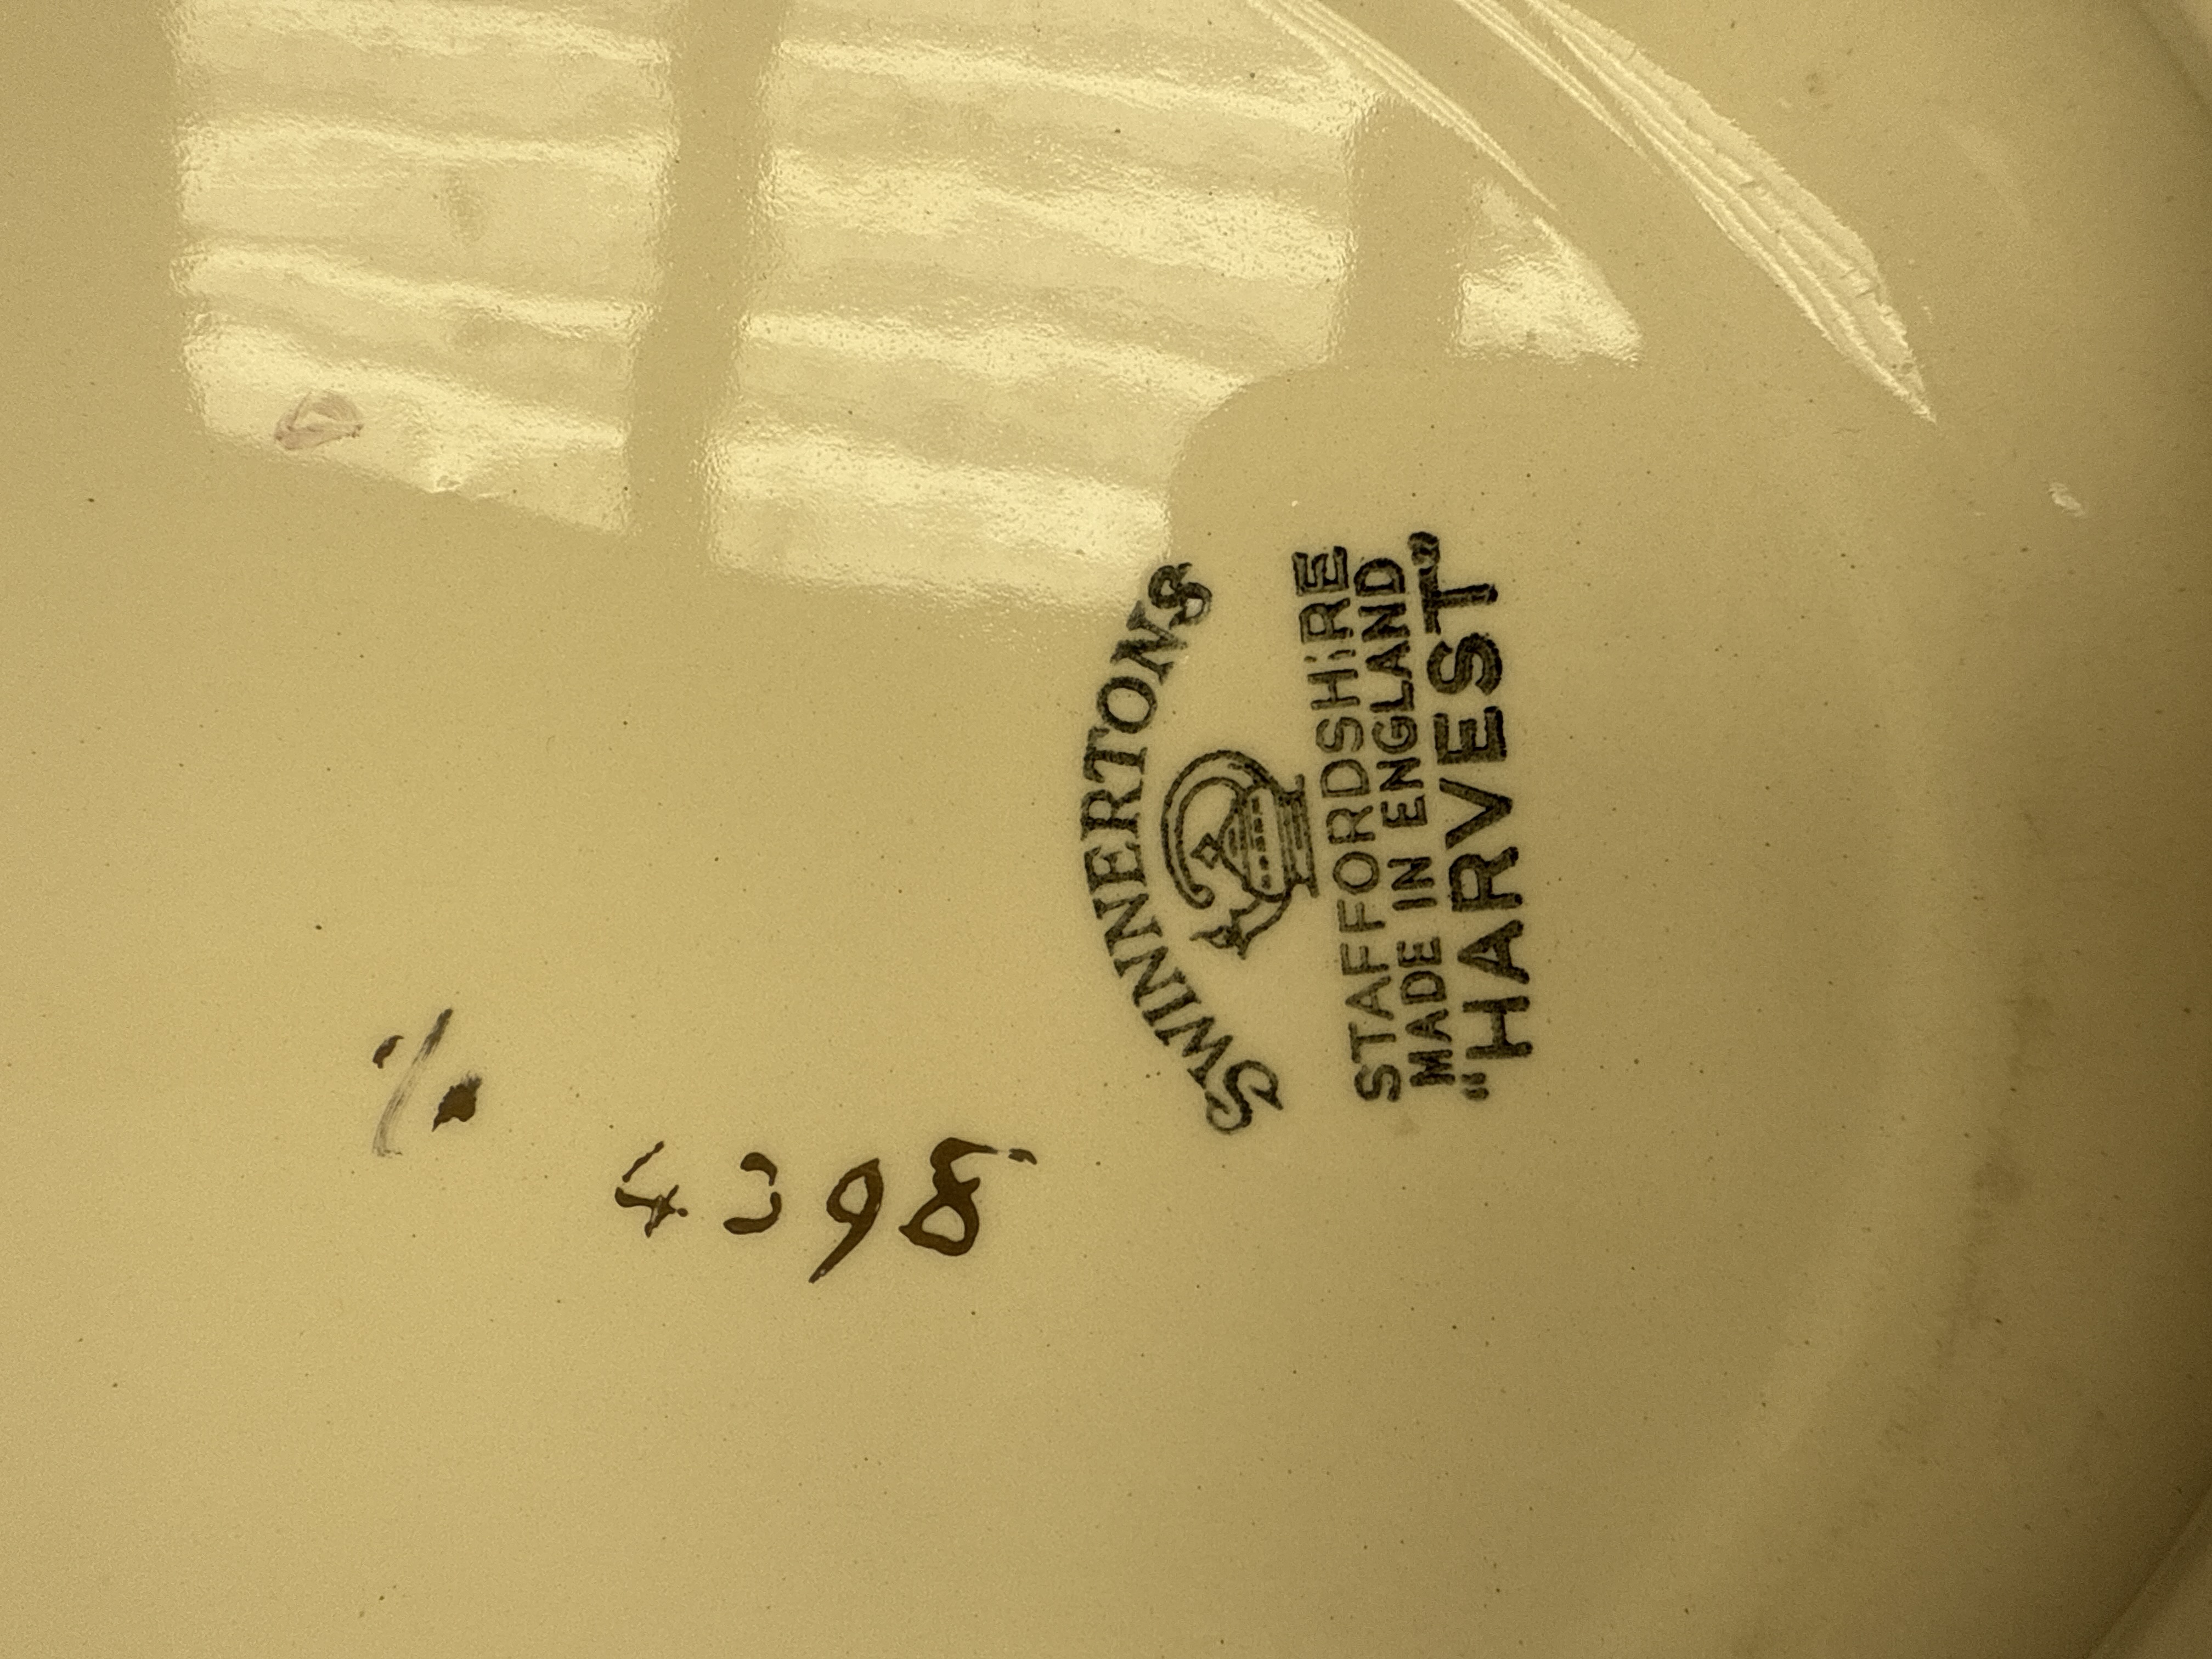 SWINNERTONS
STAFFORDSHIRE
MADE IN ENGLAND
"HARVEST"
4398